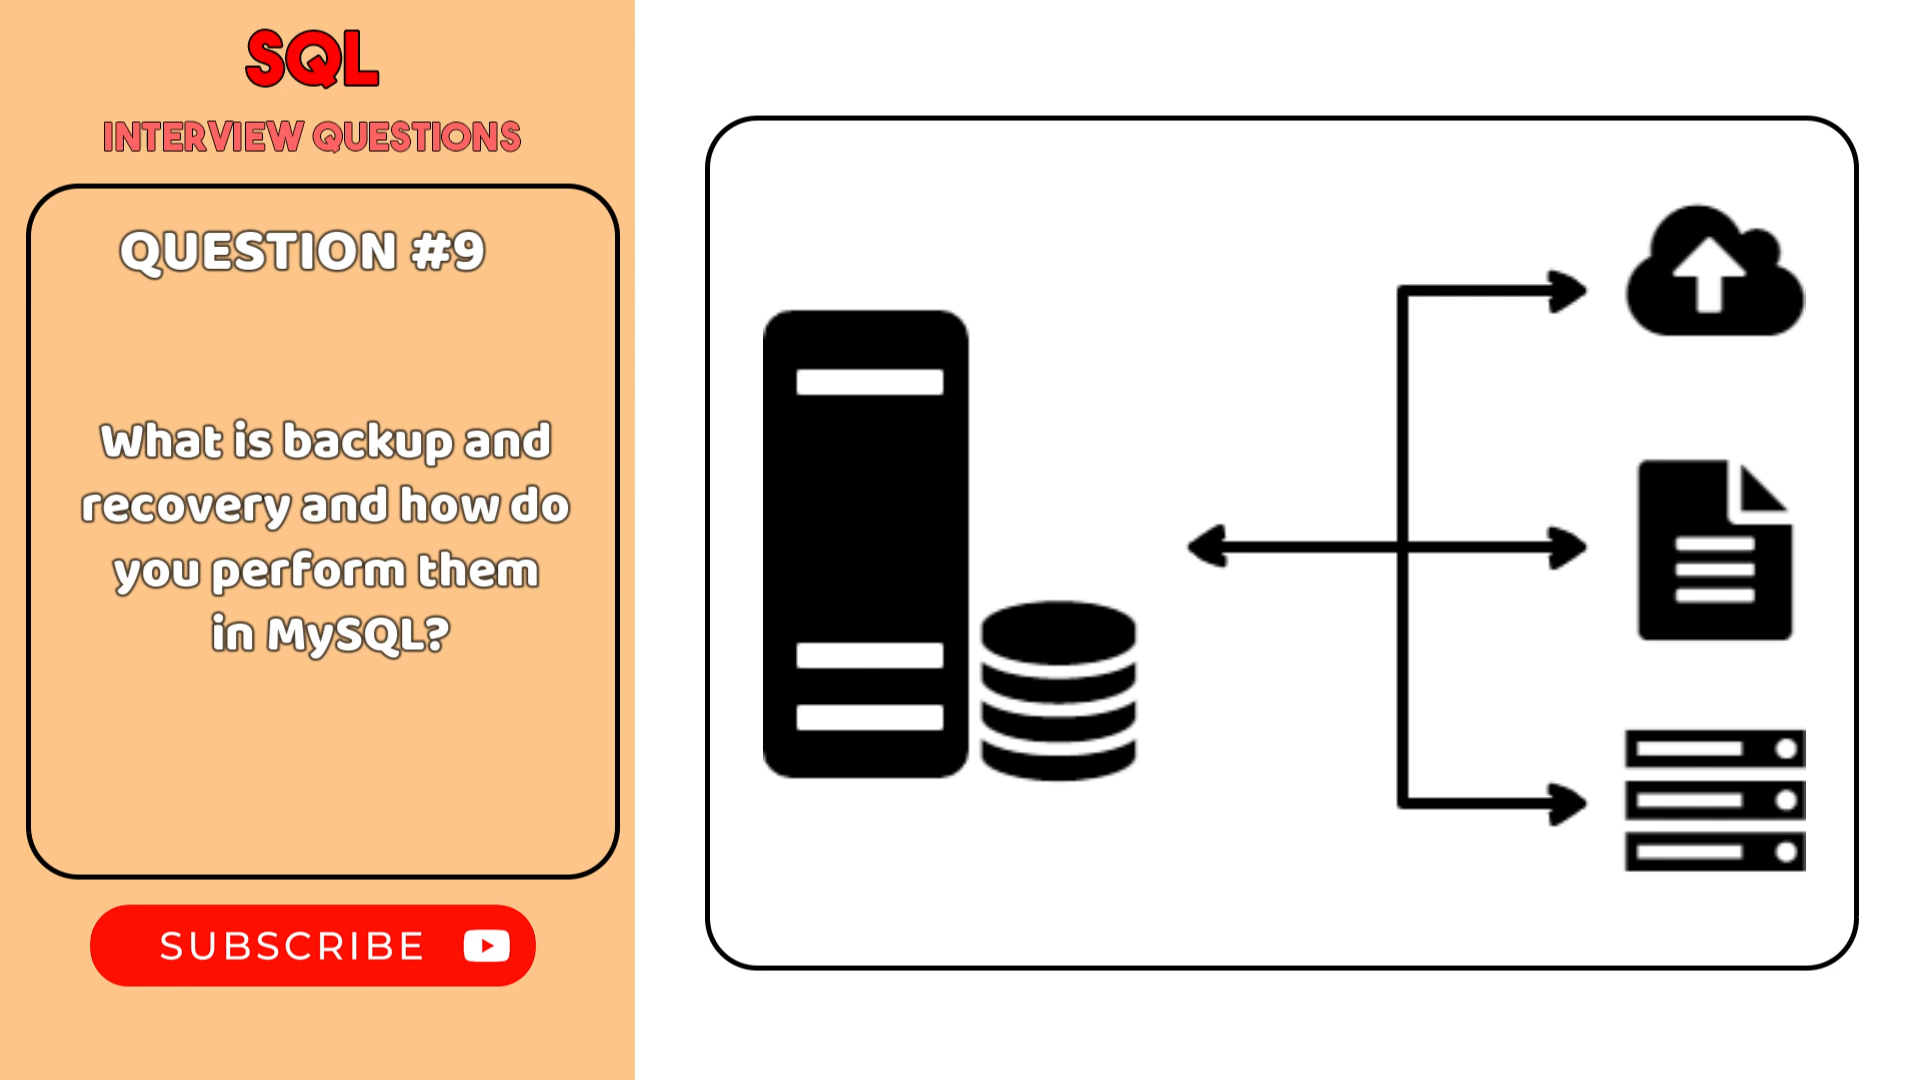 SQL
INTERVIEW QUESTIONS
QUESTION #9
What is backup and
recovery and how do
you perform them
in MySQL?
SUBSCRIBE